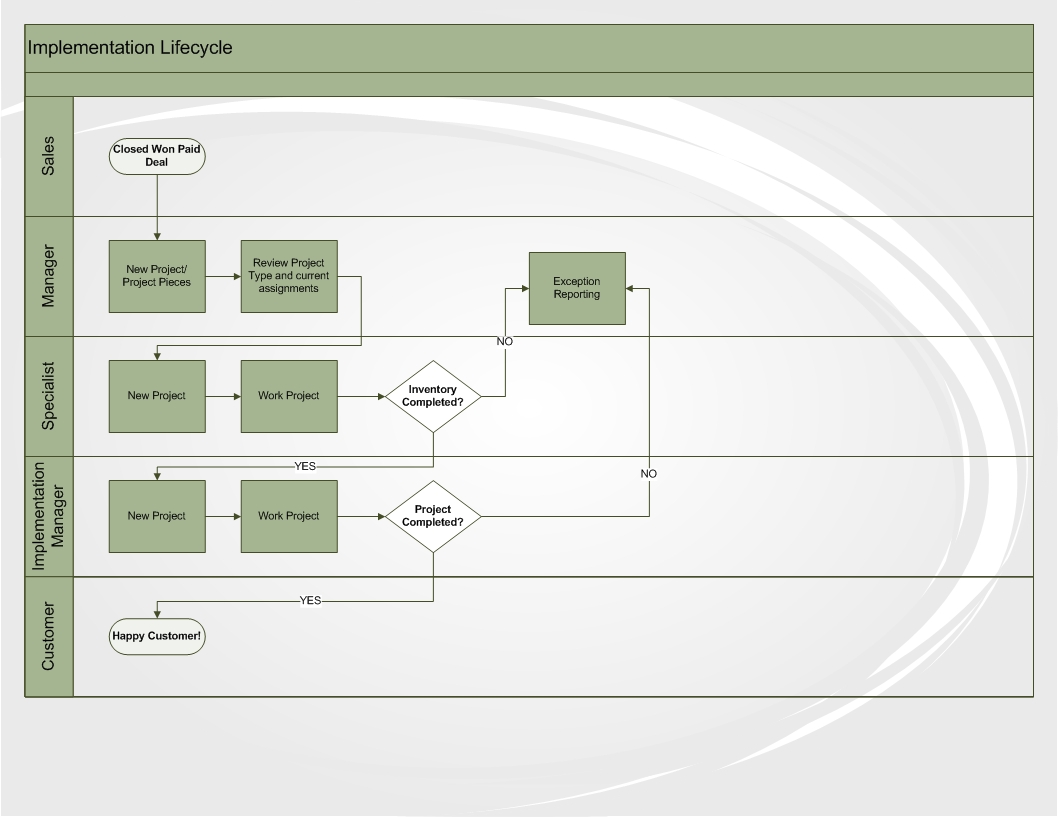 Implementation Lifecycle
Sales
Closed Won Paid
Deal
Manager
New Project/
Project Pieces
Review Project
Type and current
assignments
Exception
Reporting
NO
Specialist
New Project
Work Project
Inventory
Completed?
YES
Implementation
Manager
New Project
Work Project
Project
Completed?
NO
Customer
YES
Happy Customer!